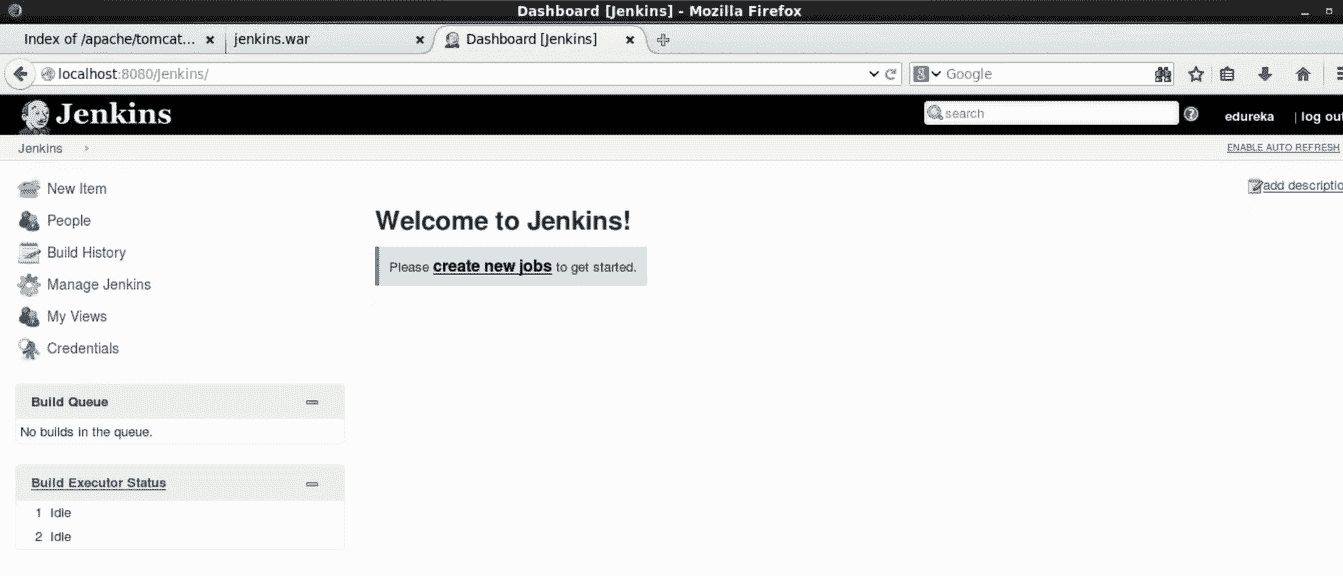 Dashboard [Jenkins] - Mozilla Firefox
Index of /apache/tomcat... jenkins.war Dashboard [Jenkins]
localhost:8080/Jenkins/ Google
Jenkins search edureka | log out
Jenkins ENABLE AUTO REFRESH
New Item add descriptio
People
Welcome to Jenkins!
Build History
Please create new jobs to get started.
Manage Jenkins
My Views
Credentials
Build Queue
No builds in the queue.
Build Executor Status
1 Idle
2 Idle